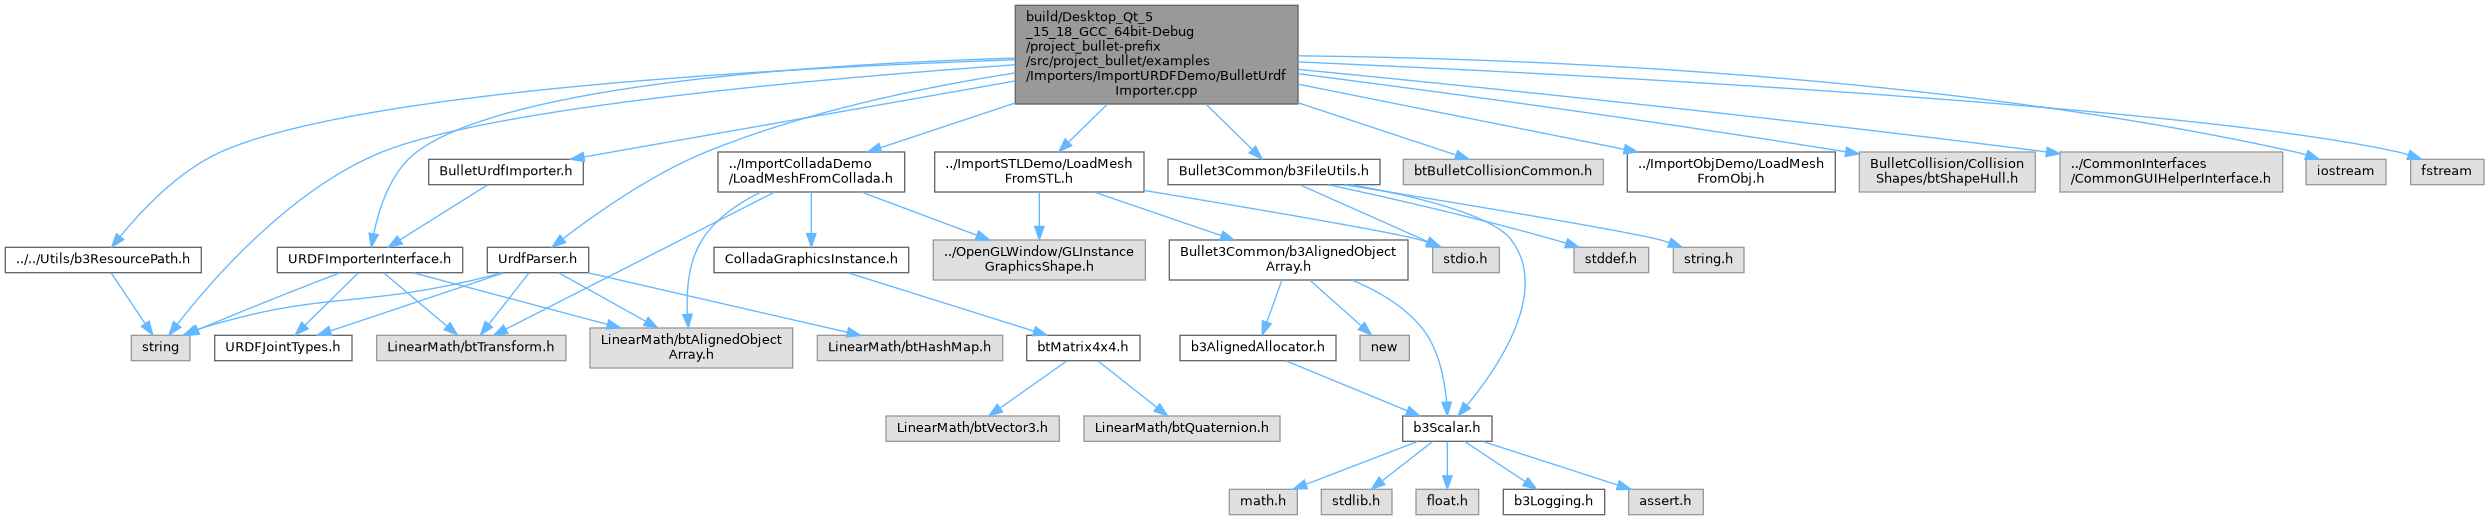 build/Desktop_Qt_5
_15_18_GCC_64bit-Debug
/project_bullet-prefix
/src/project_bullet/examples
/Importers/ImportURDFDemo/BulletUrdf
Importer.cpp
BulletUrdfImporter.h
../ImportColladaDemo
/LoadMeshFromCollada.h
../ImportSTLDemo/LoadMesh
FromSTL.h
Bullet3Common/b3FileUtils.h
btBulletCollisionCommon.h
../ImportObjDemo/LoadMesh
FromObj.h
BulletCollision/Collision
Shapes/btShapeHull.h
../CommonInterfaces
/CommonGUIHelperInterface.h
iostream
fstream
../../Utils/b3ResourcePath.h
URDFImporterInterface.h
UrdfParser.h
ColladaGraphicsInstance.h
../OpenGLWindow/GLInstance
GraphicsShape.h
Bullet3Common/b3AlignedObject
Array.h
stdio.h
stddef.h
string.h
string
URDFJointTypes.h
LinearMath/btTransform.h
LinearMath/btAlignedObject
Array.h
LinearMath/btHashMap.h
btMatrix4x4.h
b3AlignedAllocator.h
new
LinearMath/btVector3.h
LinearMath/btQuaternion.h
b3Scalar.h
math.h
stdlib.h
float.h
b3Logging.h
assert.h